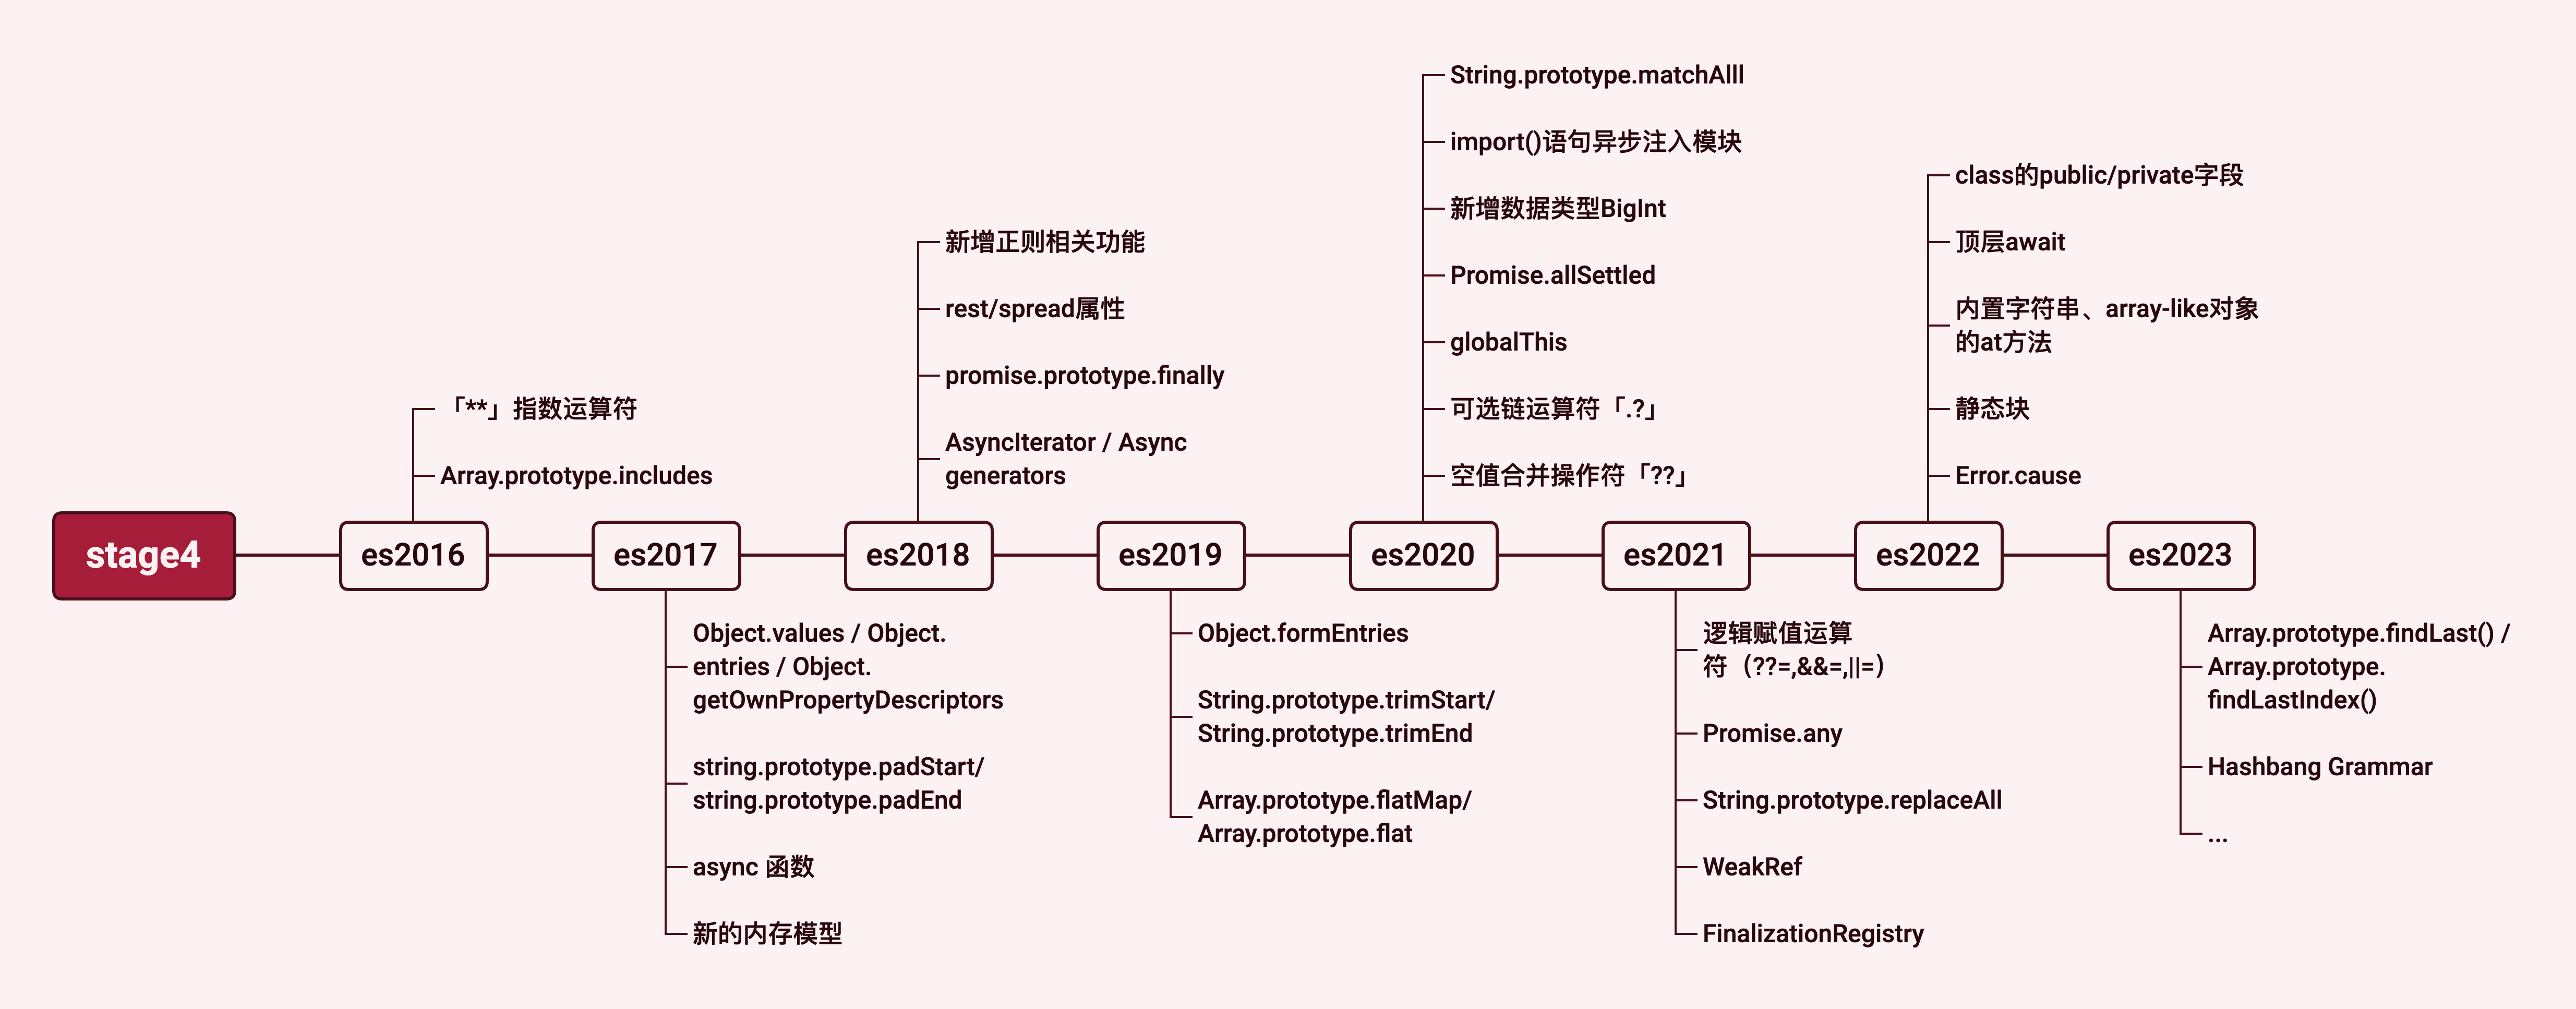 stage4
es2016
「**」指数运算符
Array.prototype.includes
es2017
Object.values / Object.
entries / Object.
getOwnPropertyDescriptors
string.prototype.padStart/
string.prototype.padEnd
async 函数
新的内存模型
es2018
新增正则相关功能
rest/spread属性
promise.prototype.finally
AsyncIterator / Async
generators
es2019
Object.formEntries
String.prototype.trimStart/
String.prototype.trimEnd
Array.prototype.flatMap/
Array.prototype.flat
es2020
String.prototype.matchAlll
import()语句异步注入模块
新增数据类型BigInt
Promise.allSettled
globalThis
可选链运算符「.?」
空值合并操作符「??」
es2021
逻辑赋值运算
符（??=,&&=,||=）
Promise.any
String.prototype.replaceAll
WeakRef
FinalizationRegistry
es2022
class的public/private字段
顶层await
内置字符串、array-like对象
的at方法
静态块
Error.cause
es2023
Array.prototype.findLast() /
Array.prototype.
findLastIndex()
Hashbang Grammar
...